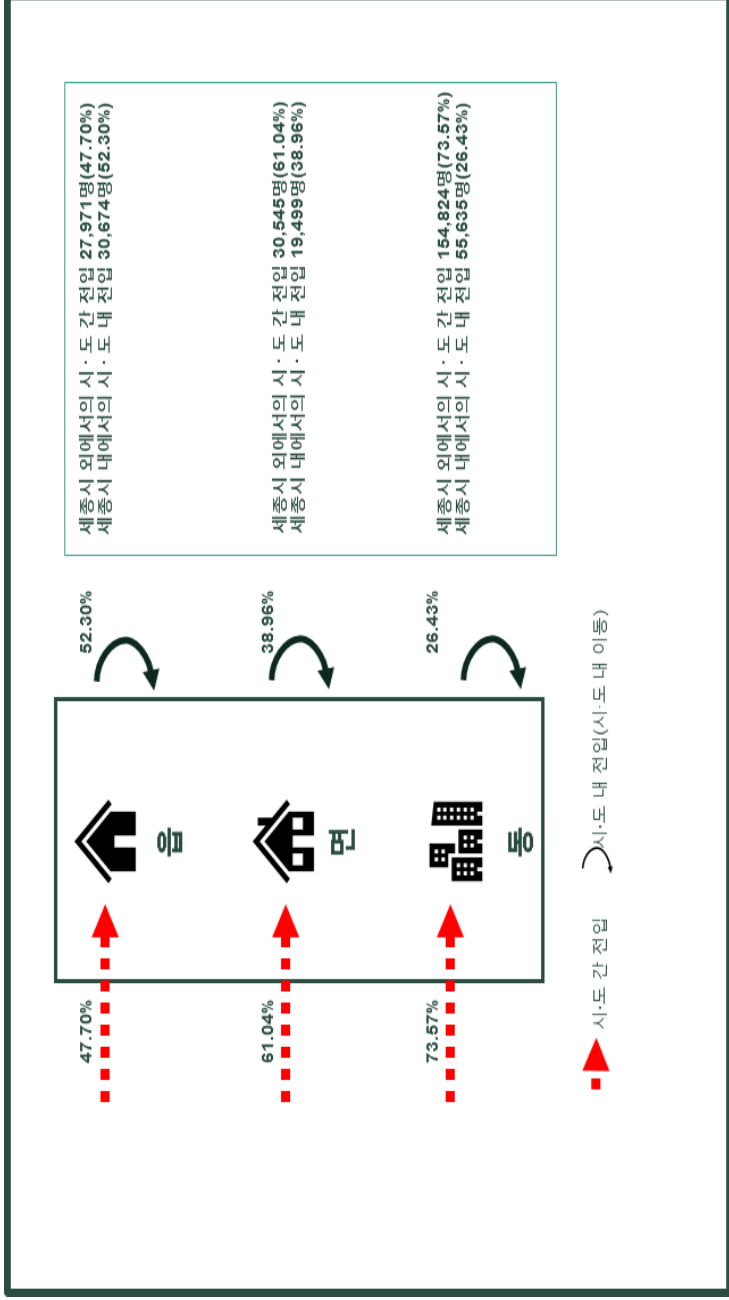 47.70%
읍
52.30%
세종시 외에서의 시·도 간 전입 27,971명(47.70%)
세종시 내에서의 시·도 내 전입 30,674명(52.30%)
61.04%
면
38.96%
세종시 외에서의 시·도 간 전입 30,545명(61.04%)
세종시 내에서의 시·도 내 전입 19,499명(38.96%)
73.57%
동
26.43%
세종시 외에서의 시·도 간 전입 154,824명(73.57%)
세종시 내에서의 시·도 내 전입 55,635명(26.43%)
시·도 간 전입
시·도 내 전입(시·도 내 이동)